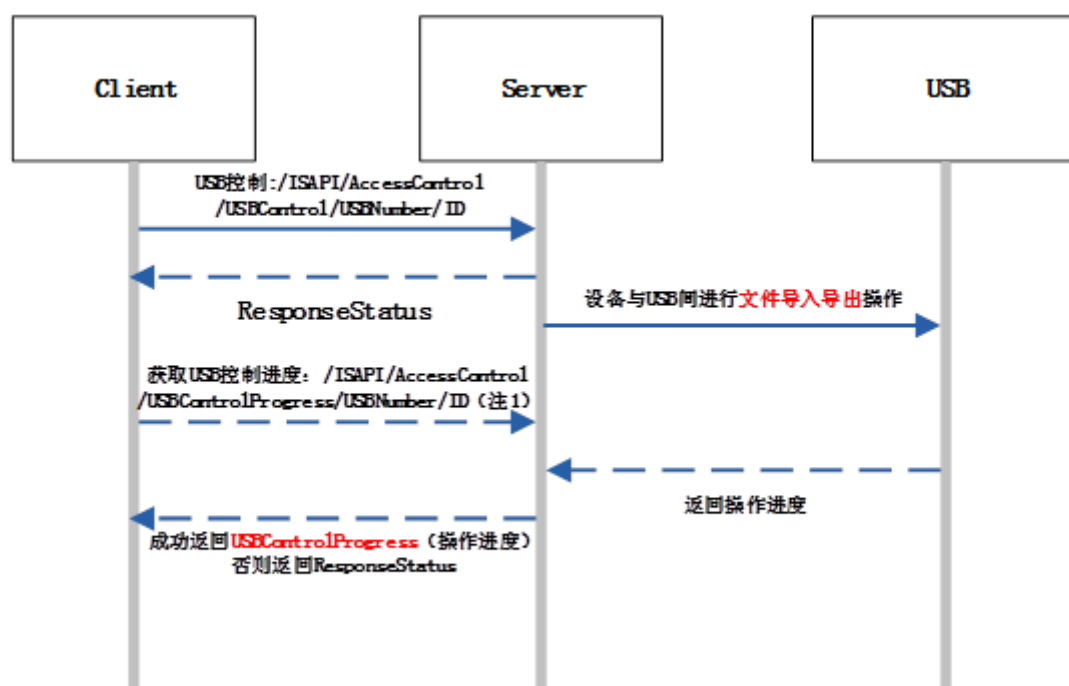 Client
Server
USB
USB控制:/ISAPI/AccessControl
/USBControl/USBNumber/ID
ResponseStatus
设备与USB间进行文件导入导出操作
获取USB控制进度：/ISAPI/AccessControl
/USBControlProgress/USBNumber/ID（注1）
返回操作进度
成功返回USBControlProgress（操作进度）
否则返回ResponseStatus